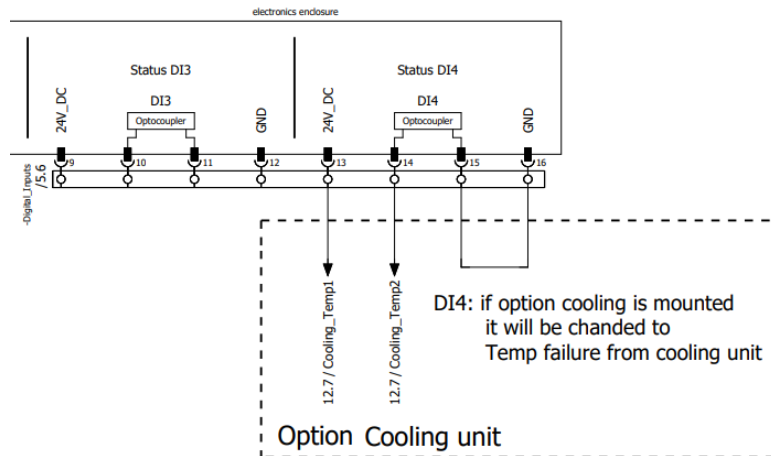 electronics enclosure
Status DI3
Status DI4
24V_DC
DI3
Optocoupler
GND
24V_DC
DI4
Optocoupler
GND
9
10
11
12
13
14
15
16
-Digital_Inputs
/5.6
12.7 / Cooling_Temp1
12.7 / Cooling_Temp2
DI4: if option cooling is mounted
it will be chanded to
Temp failure from cooling unit
Option Cooling unit